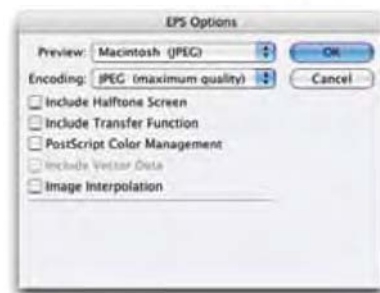 EPS Options
Preview: Macintosh (JPEG) OK
Encoding: JPEG (maximum quality) Cancel
Include Halftone Screen
Include Transfer Function
PostScript Color Management
Include Vector Data
Image Interpolation